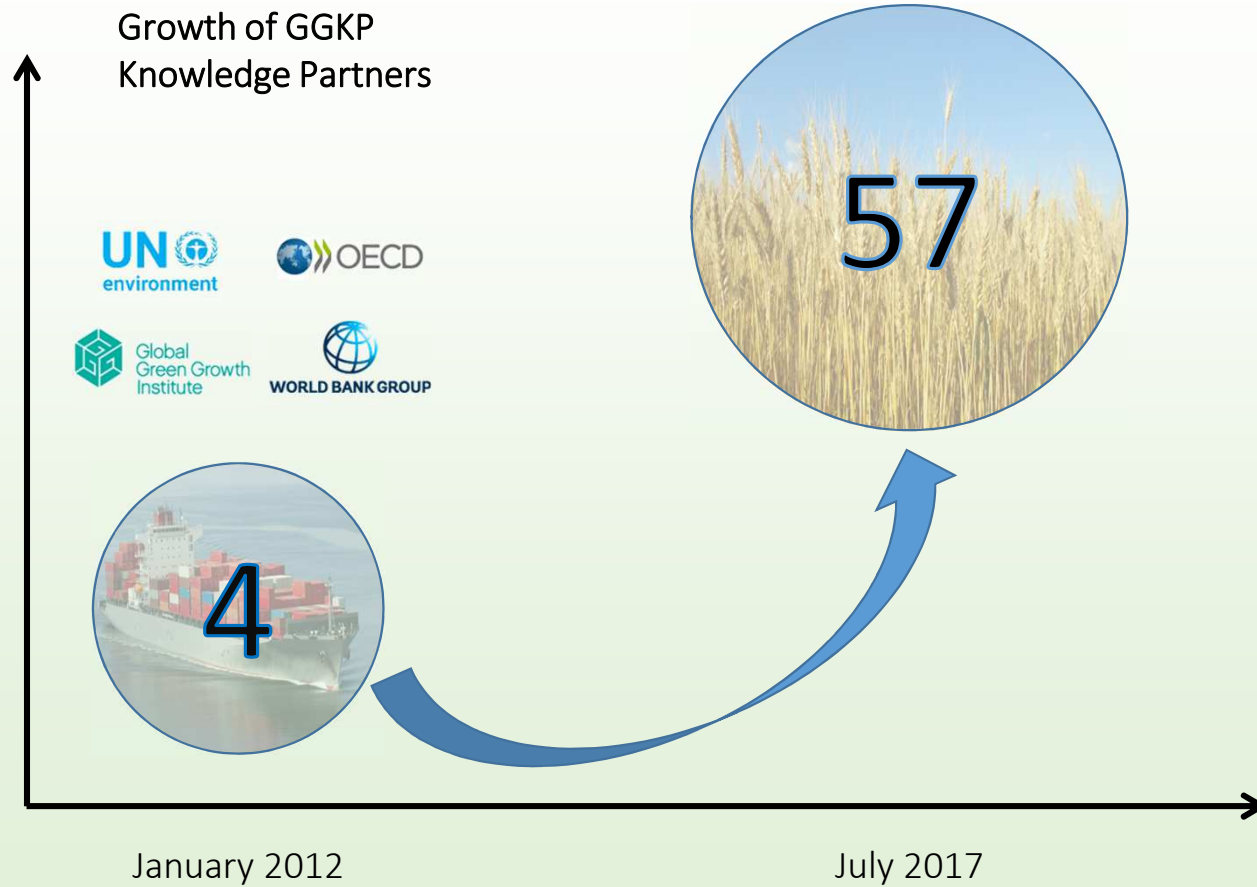 Growth of GGKP
Knowledge Partners
57
UN
environment
OECD
Global
Green Growth
Institute
WORLD BANK GROUP
4
January 2012
July 2017